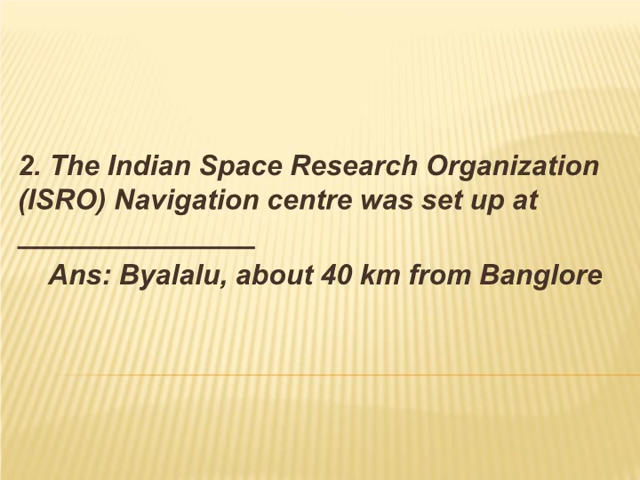 2. The Indian Space Research Organization
(ISRO) Navigation centre was set up at
_______________
Ans: Byalalu, about 40 km from Banglore